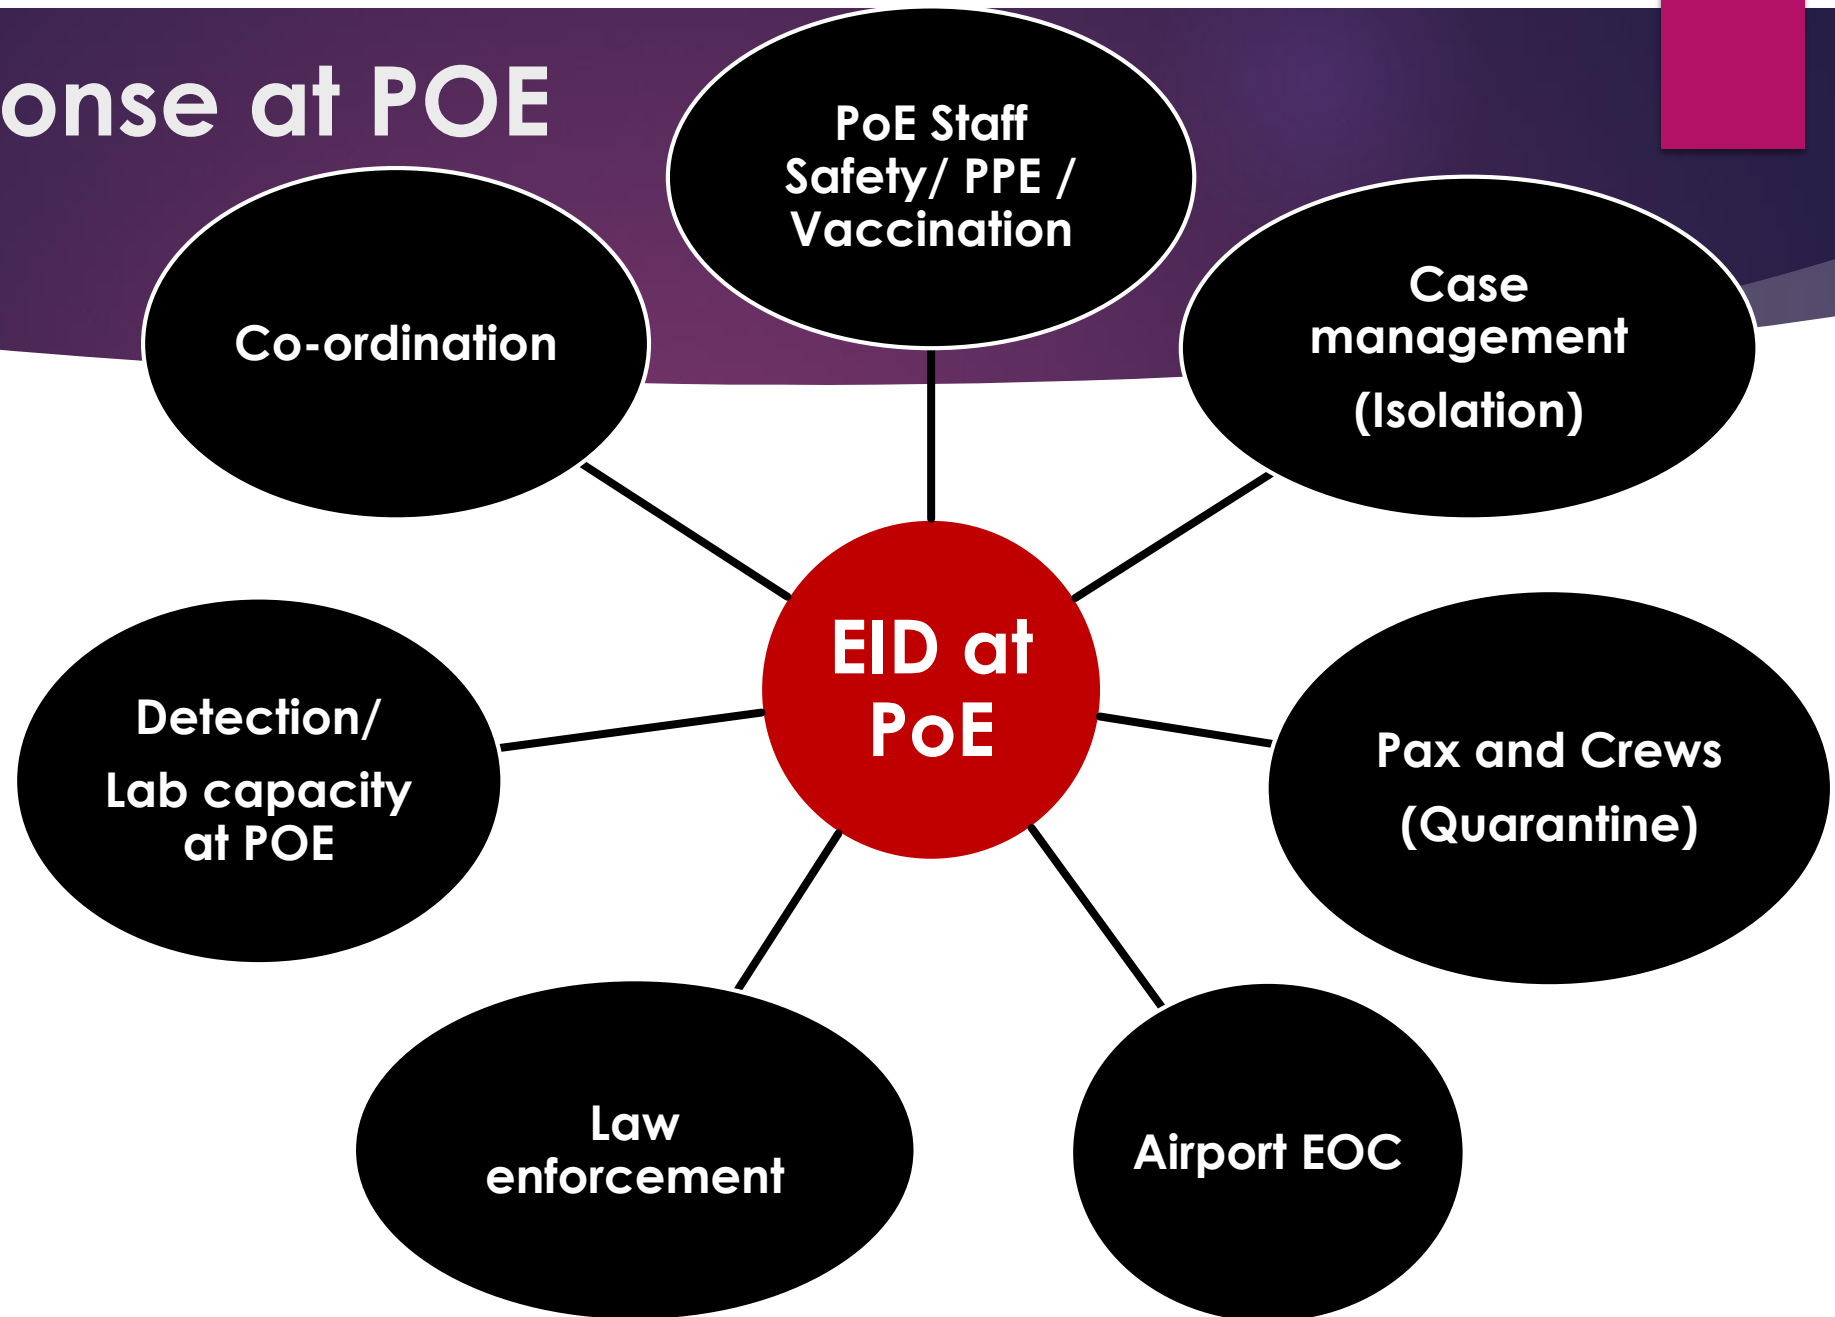 onse at POE
PoE Staff
Safety/ PPE /
Vaccination
Case
management
(Isolation)
Pax and Crews
(Quarantine)
Airport EOC
Law
enforcement
Detection/
Lab capacity
at POE
Co-ordination
EID at
PoE